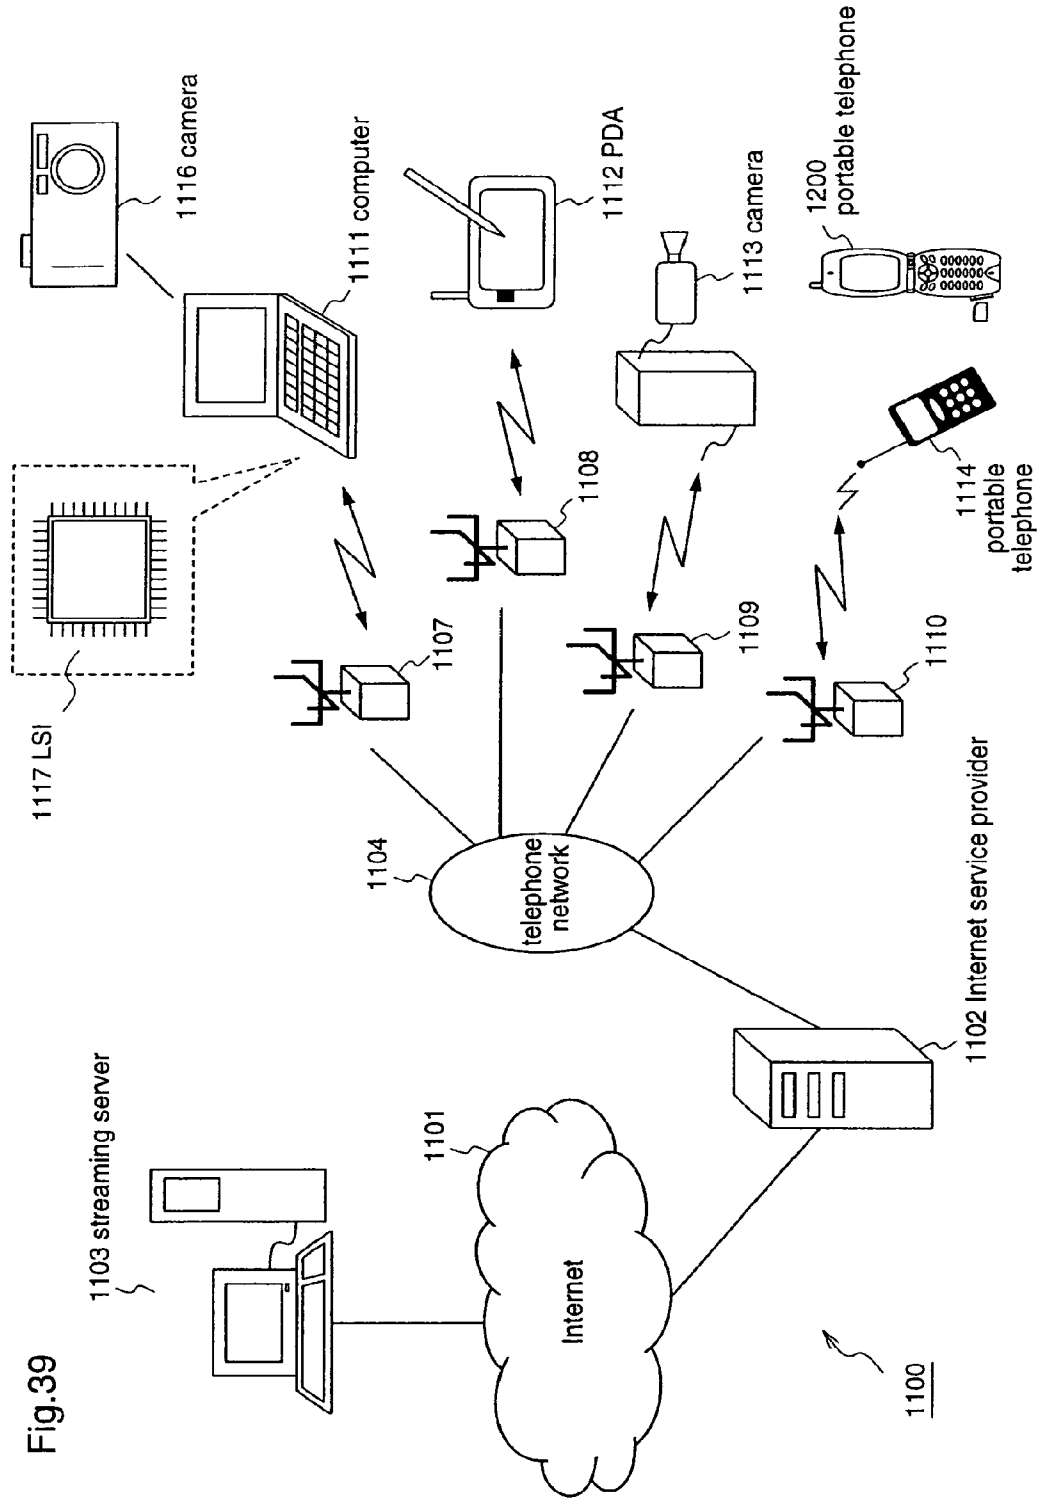 Fig.39
1103 streaming server
1101
Internet
1100
1102 Internet service provider
1104
telephone
network
1117 LSI
1107
1108
1109
1110
1116 camera
1111 computer
1112 PDA
1113 camera
1114
portable
telephone
1200
portable telephone